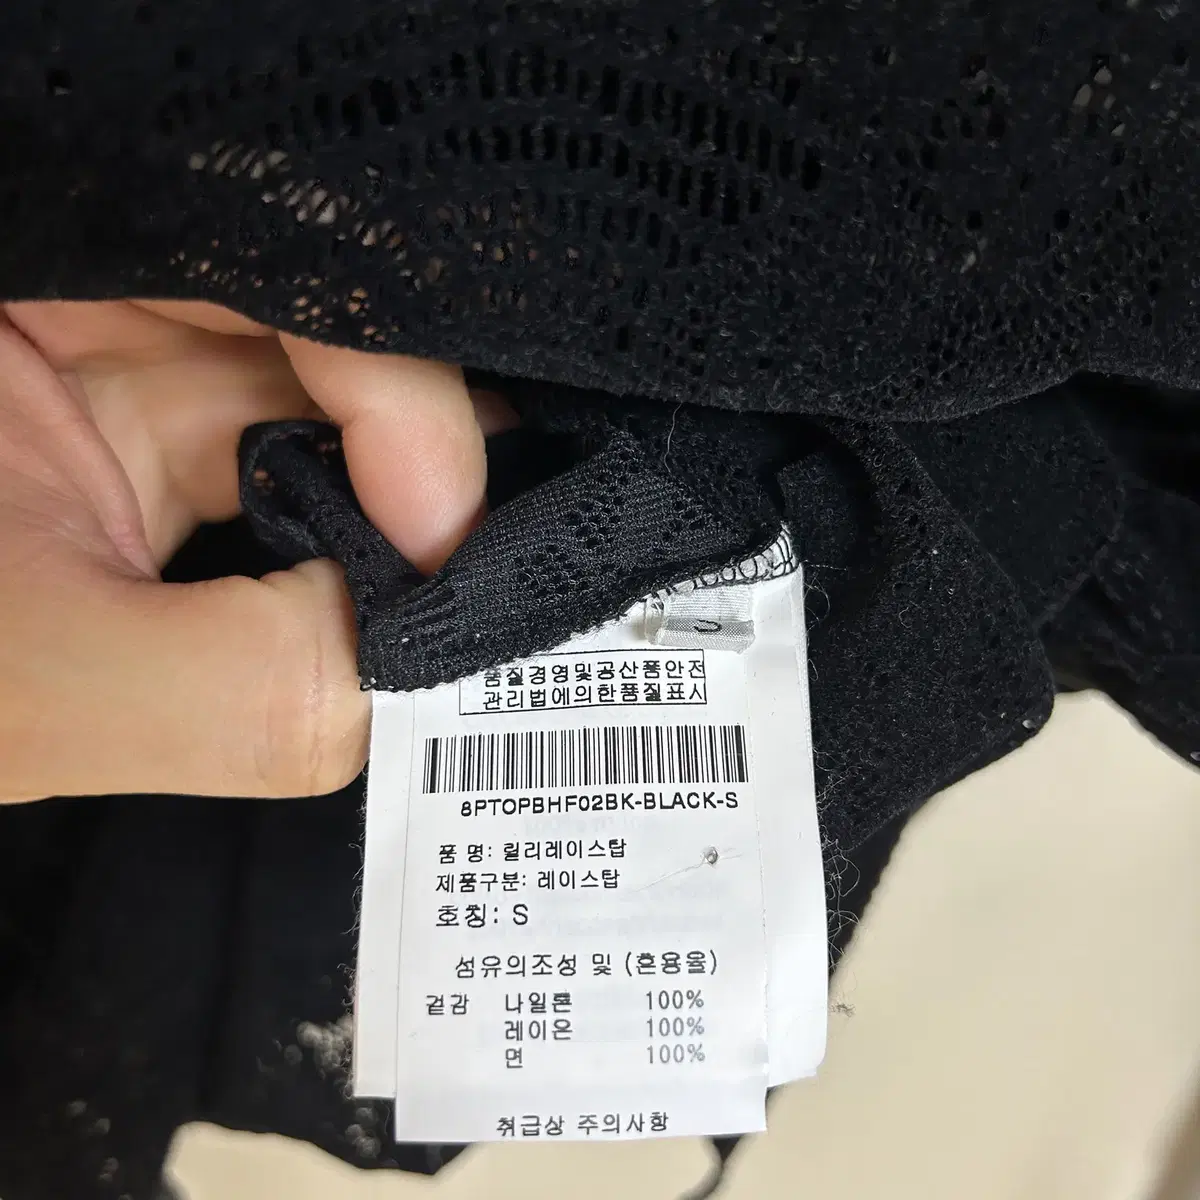 품질경영및공산품안전
관리법에의한품질표시
8PTOPBHF02BK-BLACK-S
품 명: 릴리레이스탑
제품구분: 레이스탑
호칭: S
섬유의조성 및 (혼용율)
겉감 나일론 100%
레이온 100%
면 100%
취급상 주의사항